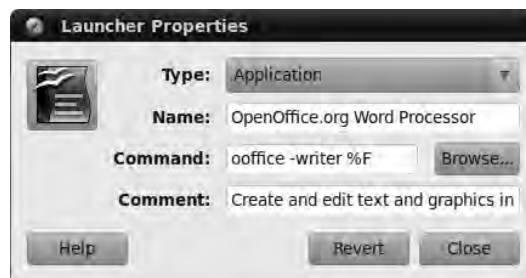 Launcher Properties
Type: Application
Name: OpenOffice.org Word Processor
Command: ooffice -writer %F Browse...
Comment: Create and edit text and graphics in
Help Revert Close